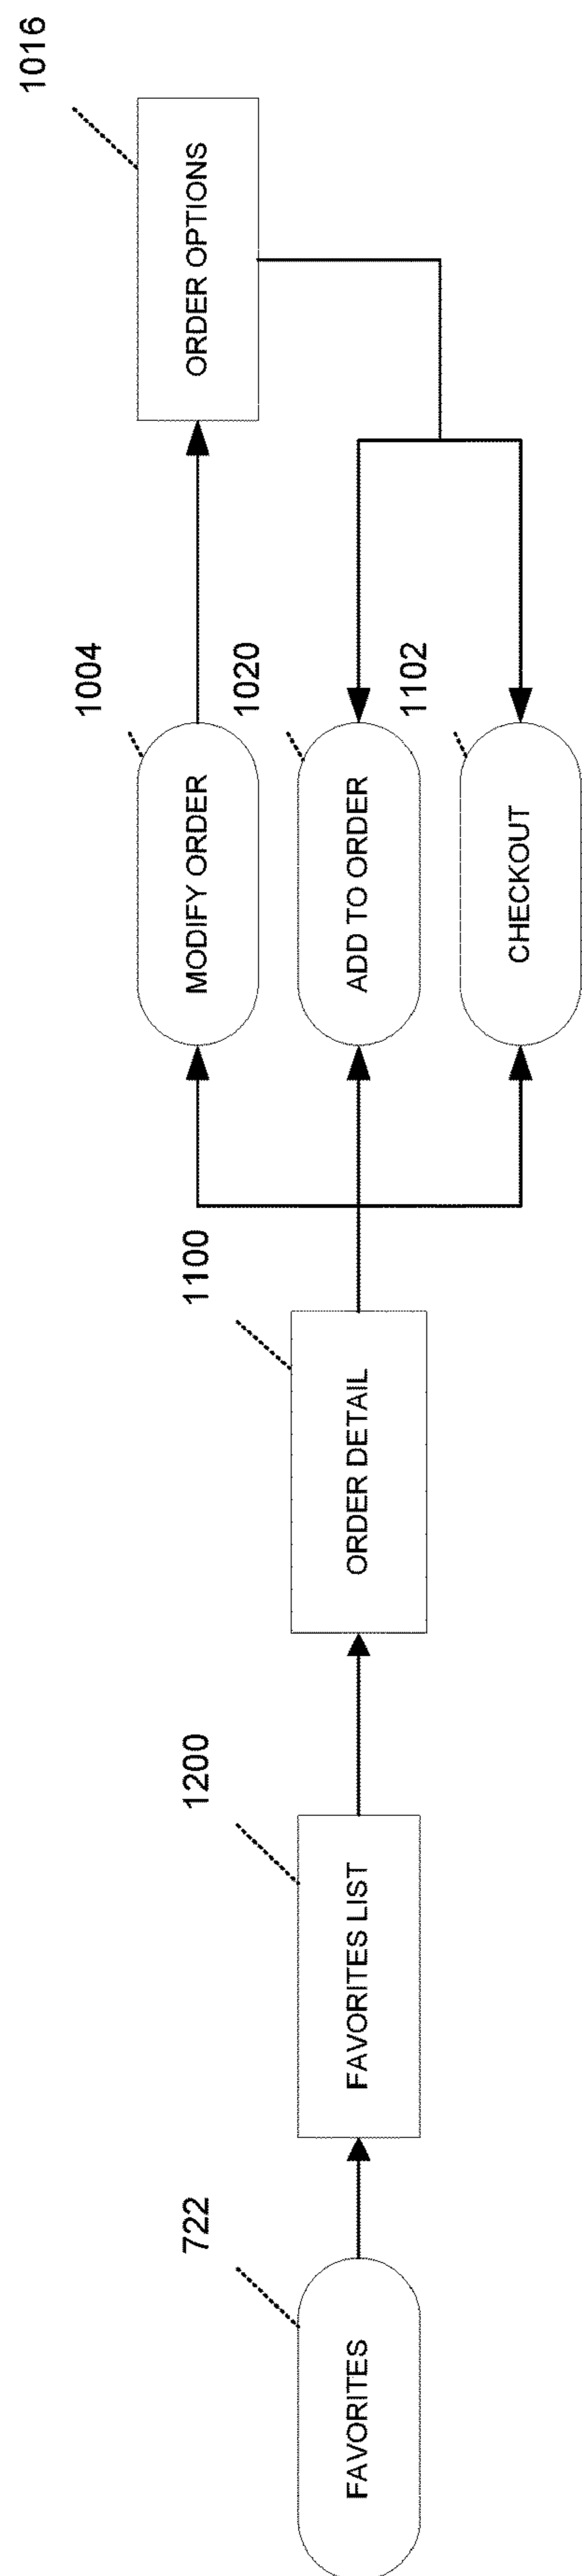 722
FAVORITES
1200
FAVORITES LIST
1100
ORDER DETAIL
1004
MODIFY ORDER
1020
ADD TO ORDER
1102
CHECKOUT
1016
ORDER OPTIONS